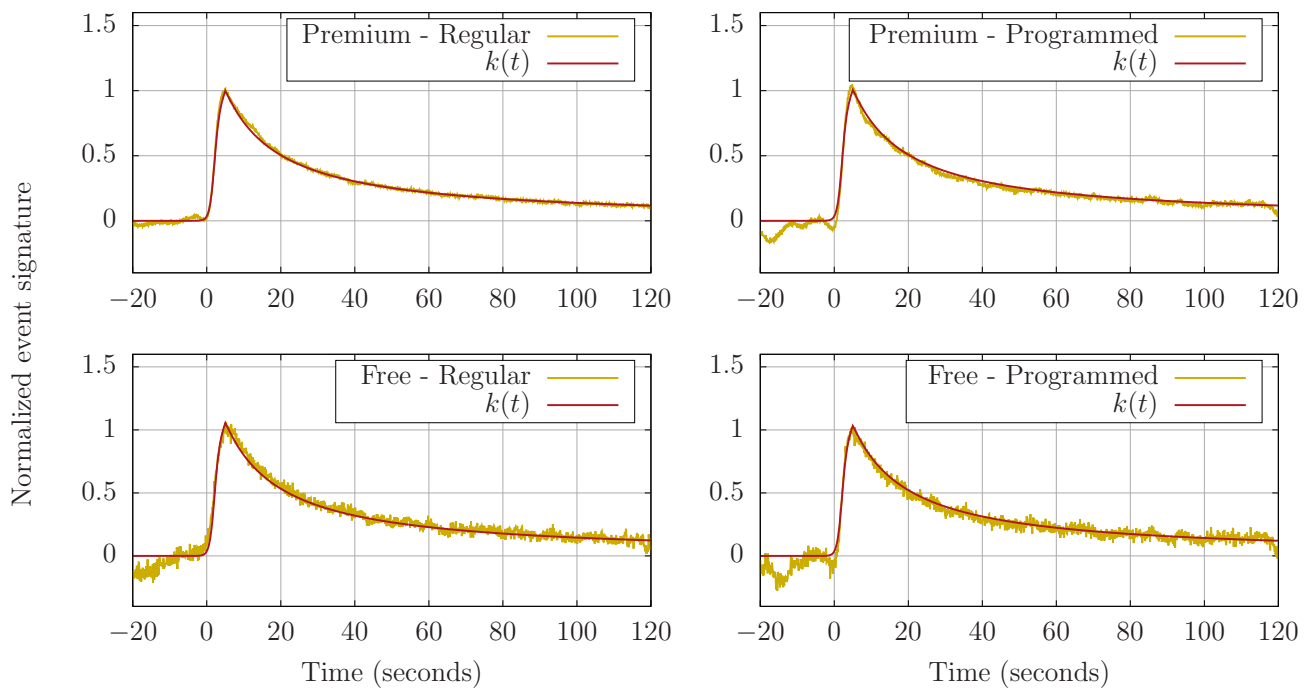 Normalized event signature
1.5
1
0.5
0
−20 0 20 40 60 80 100 120
Premium - Regular
k(t)
1.5
1
0.5
0
−20 0 20 40 60 80 100 120
Premium - Programmed
k(t)
1.5
1
0.5
0
−20 0 20 40 60 80 100 120
Time (seconds)
Free - Regular
k(t)
1.5
1
0.5
0
−20 0 20 40 60 80 100 120
Time (seconds)
Free - Programmed
k(t)